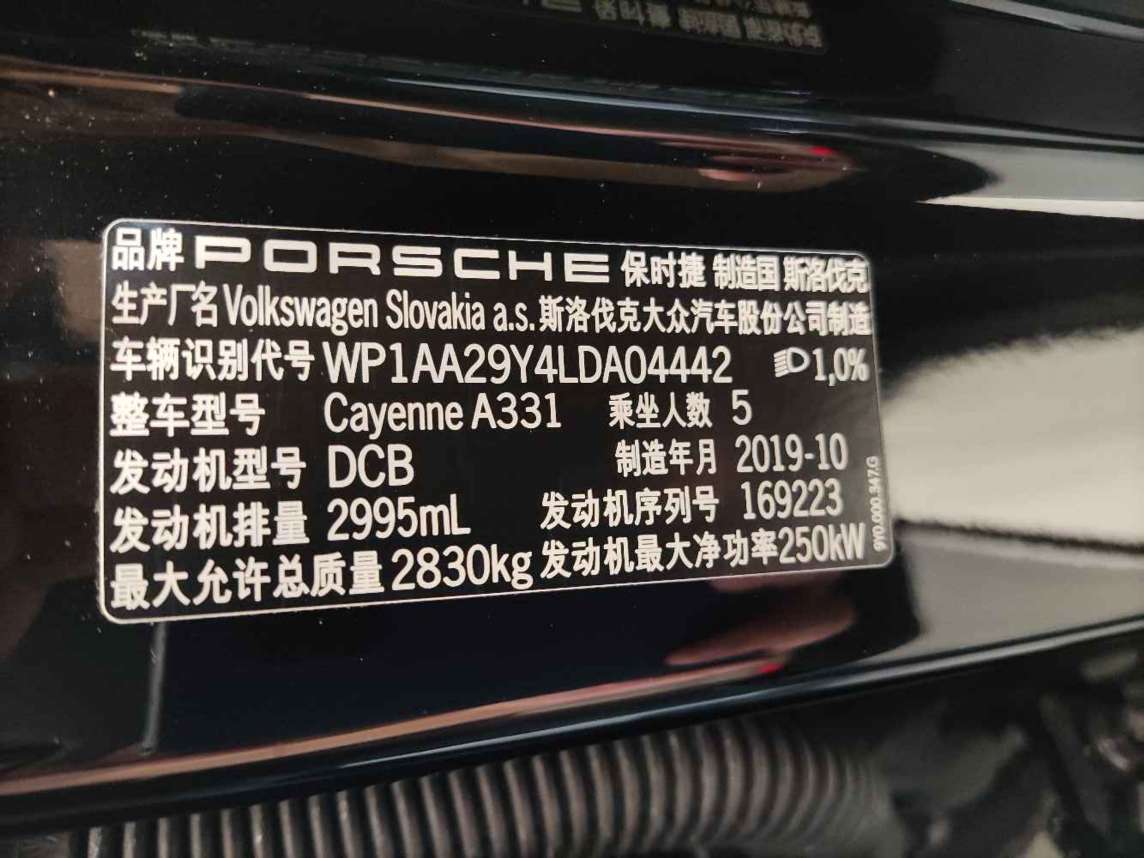 品牌 PORSCHE 保时捷 制造国 斯洛伐克
生产厂名 Volkswagen Slovakia a.s. 斯洛伐克大众汽车股份公司制造
车辆识别代号 WP1AA29Y4LDA04442 1,0%
整车型号 Cayenne A331 乘坐人数 5
发动机型号 DCB 制造年月 2019-10
发动机排量 2995mL 发动机序列号 169223
最大允许总质量 2830kg 发动机最大净功率 250kW
9Y0.000.347.G